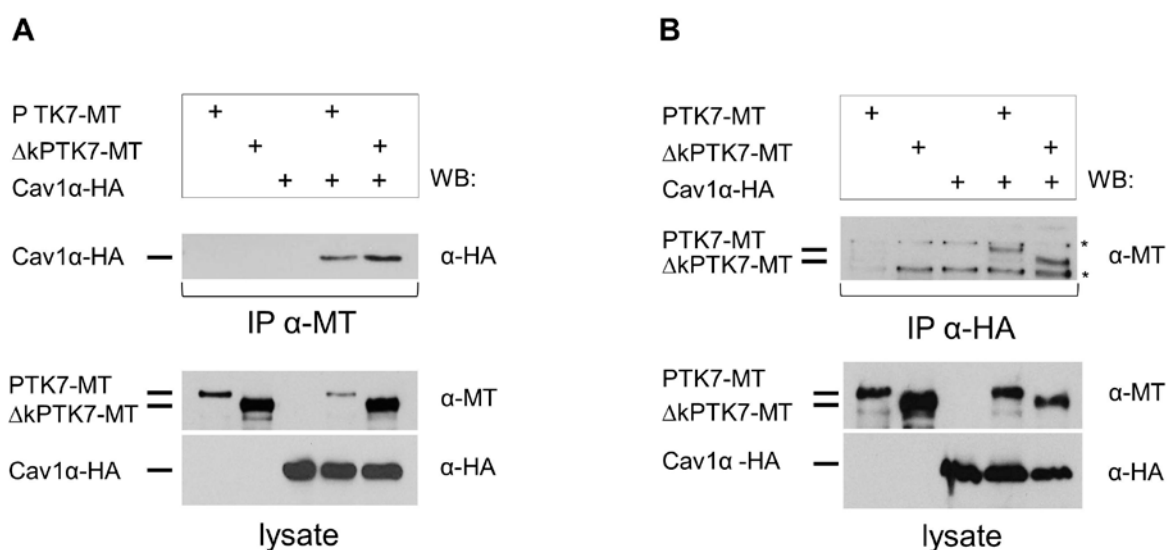 A
P TK7-MT + +
ΔkPTK7-MT + +
Cav1α-HA + + + WB:
Cav1α-HA α-HA
IP α-MT
PTK7-MT
ΔkPTK7-MT α-MT
Cav1α-HA α-HA
lysate
B
PTK7-MT + +
ΔkPTK7-MT + +
Cav1α-HA + + + WB:
PTK7-MT *
ΔkPTK7-MT α-MT
*
IP α-HA
PTK7-MT
ΔkPTK7-MT α-MT
Cav1α -HA α-HA
lysate